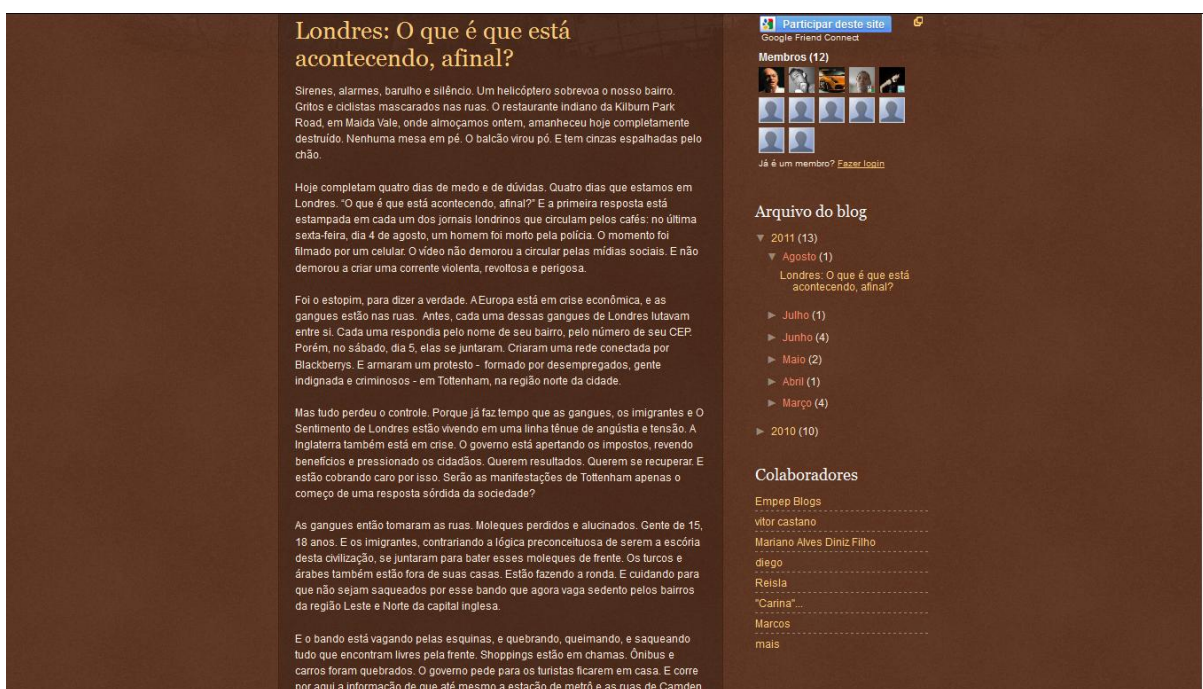 Londres: O que é que está
acontecendo, afinal?
Sirenes, alarmes, barulho e silêncio. Um helicóptero sobrevoa o nosso bairro.
Gritos e ciclistas mascarados nas ruas. O restaurante indiano da Kilburn Park
Road, em Maida Vale, onde almoçamos ontem, amanheceu hoje completamente
destruído. Nenhuma mesa em pé. O balcão virou pó. E tem cinzas espalhadas pelo
chão.
Hoje completam quatro dias de medo e de dúvidas. Quatro dias que estamos em
Londres. “O que é que está acontecendo, afinal?” E a primeira resposta está
estampada em cada um dos jornais londrinos que circulam pelos cafés: no última
sexta-feira, dia 4 de agosto, um homem foi morto pela polícia. O momento foi
filmado por um celular. O vídeo não demorou a circular pelas mídias sociais. E não
demorou a criar uma corrente violenta, revoltosa e perigosa.
Foi o estopim, para dizer a verdade. A Europa está em crise econômica, e as
gangues estão nas ruas. Antes, cada uma dessas gangues de Londres lutavam
entre si. Cada uma respondia pelo nome de seu bairro, pelo número de seu CEP.
Porém, no sábado, dia 5, elas se juntaram. Criaram uma rede conectada por
Blackberrys. E armaram um protesto - formado por desempregados, gente
indignada e criminosos - em Tottenham, na região norte da cidade.
Mas tudo perdeu o controle. Porque já faz tempo que as gangues, os imigrantes e O
Sentimento de Londres estão vivendo em uma linha tênue de angústia e tensão. A
Inglaterra também está em crise. O governo está apertando os impostos, revendo
benefícios e pressionado os cidadãos. Querem resultados. Querem se recuperar. E
estão cobrando caro por isso. Serão as manifestações de Tottenham apenas o
começo de uma resposta sórdida da sociedade?
As gangues então tomaram as ruas. Moleques perdidos e alucinados. Gente de 15,
18 anos. E os imigrantes, contrariando a lógica preconceituosa de serem a escória
desta civilização, se juntaram para bater esses moleques de frente. Os turcos e
árabes também estão fora de suas casas. Estão fazendo a ronda. E cuidando para
que não sejam saqueados por esse bando que agora vaga sedento pelos bairros
da região Leste e Norte da capital inglesa.
E o bando está vagando pelas esquinas, e quebrando, queimando, e saqueando
tudo que encontram livres pela frente. Shoppings estão em chamas. Ônibus e
carros foram quebrados. O governo pede para os turistas ficarem em casa. E corre
por aqui a informação de que até mesmo a estação de metrô e as ruas de Camden
Participar deste site
Google Friend Connect
Membros (12)
Já é um membro? Fazer login
Arquivo do blog
▼ 2011 (13)
▼ Agosto (1)
Londres: O que é que está
acontecendo, afinal?
► Julho (1)
► Junho (4)
► Maio (2)
► Abril (1)
► Março (4)
► 2010 (10)
Colaboradores
Empep Blogs
vitor castano
Mariano Alves Diniz Filho
diego
Reisla
"Carina"...
Marcos
mais